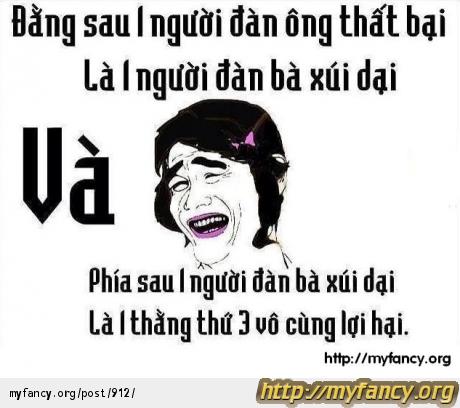 Đằng sau 1 người đàn ông thất bại
Là 1 người đàn bà xúi dại
Và
Phía sau 1 người đàn bà xúi dại
Là 1 thằng thứ 3 vô cùng lợi hại.
http://myfancy.org
myfancy.org/post/912/
http://myfancy.org